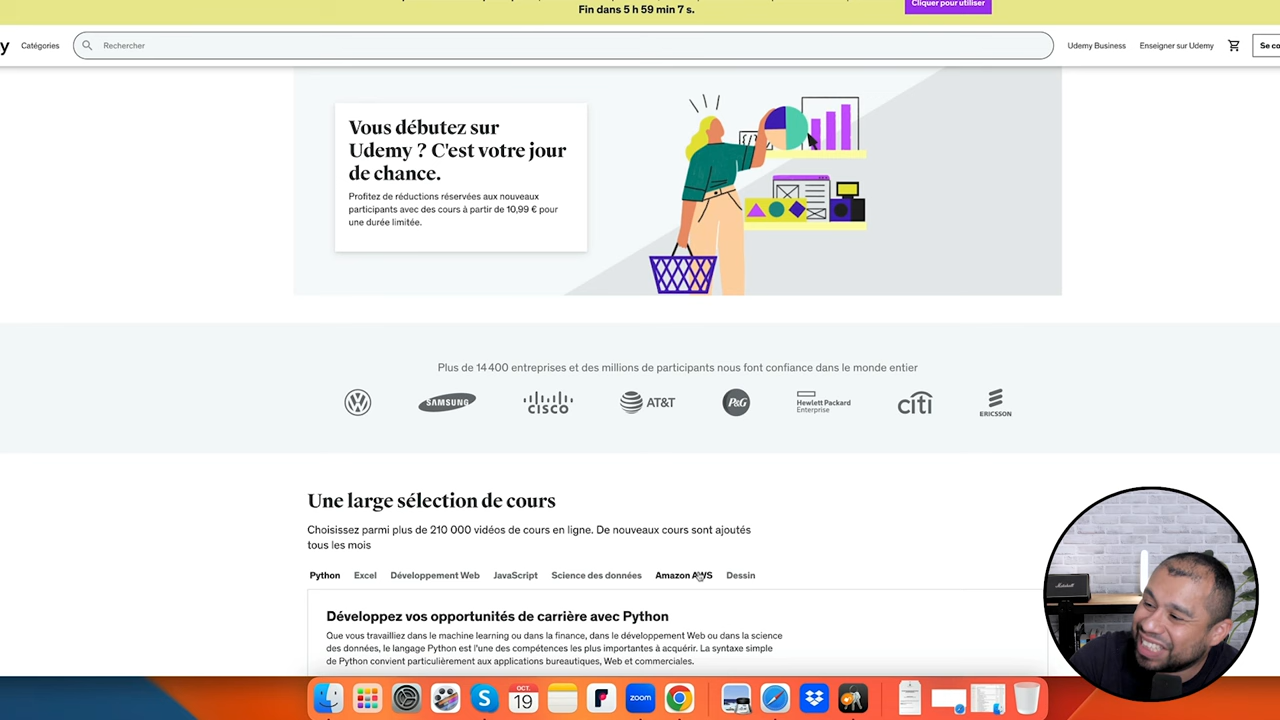 Fin dans 5 h 59 min 7 s.
Cliquer pour utiliser
y
Catégories
Rechercher
Udemy Business
Enseigner sur Udemy
Se co
Vous débutez sur
Udemy ? C'est votre jour
de chance.
Profitez de réductions réservées aux nouveaux
participants avec des cours à partir de 10,99 € pour
une durée limitée.
Plus de 14 400 entreprises et des millions de participants nous font confiance dans le monde entier
SAMSUNG
CISCO
AT&T
P&G
Hewlett Packard
Enterprise
citi
ERICSSON
Une large sélection de cours
Choisissez parmi plus de 210 000 vidéos de cours en ligne. De nouveaux cours sont ajoutés
tous les mois
Python Excel Développement Web JavaScript Science des données Amazon AWS Dessin
Développez vos opportunités de carrière avec Python
Que vous travailliez dans le machine learning ou dans la finance, dans le développement Web ou dans la science
des données, le langage Python est l'une des compétences les plus importantes à acquérir. La syntaxe simple
de Python convient particulièrement aux applications bureautiques, Web et commerciales.
Marshall
OCT.
19
zoom